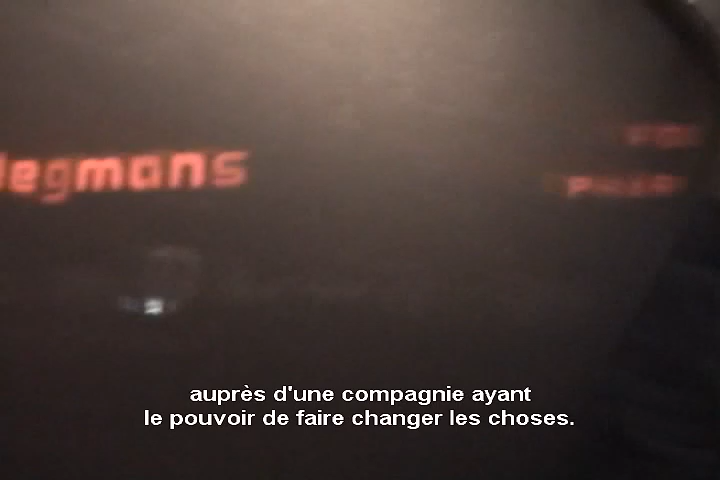 egmans
auprès d'une compagnie ayant
le pouvoir de faire changer les choses.